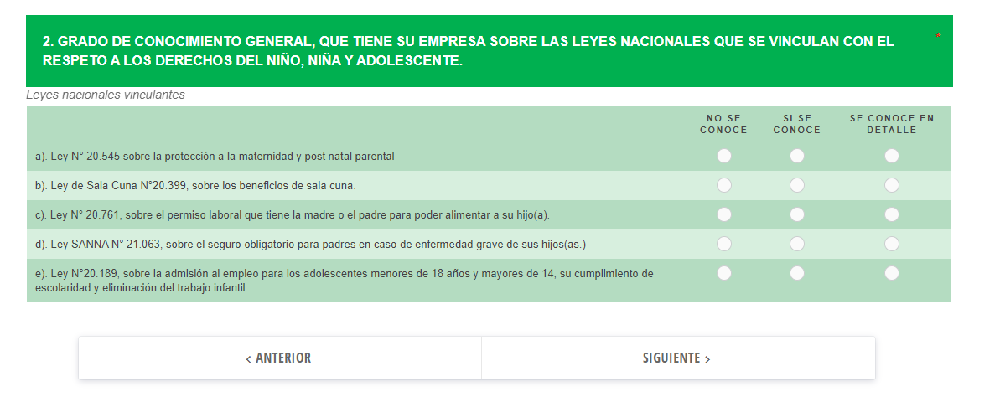 2. GRADO DE CONOCIMIENTO GENERAL, QUE TIENE SU EMPRESA SOBRE LAS LEYES NACIONALES QUE SE VINCULAN CON EL
RESPETO A LOS DERECHOS DEL NIÑO, NIÑA Y ADOLESCENTE.
*
Leyes nacionales vinculantes
NO SE
CONOCE
SI SE
CONOCE
SE CONOCE EN
DETALLE
a). Ley N° 20.545 sobre la protección a la maternidad y post natal parental
b). Ley de Sala Cuna N°20.399, sobre los beneficios de sala cuna.
c). Ley N° 20.761, sobre el permiso laboral que tiene la madre o el padre para poder alimentar a su hijo(a).
d). Ley SANNA N° 21.063, sobre el seguro obligatorio para padres en caso de enfermedad grave de sus hijos(as.)
e). Ley N°20.189, sobre la admisión al empleo para los adolescentes menores de 18 años y mayores de 14, su cumplimiento de
escolaridad y eliminación del trabajo infantil.
‹ ANTERIOR
SIGUIENTE ›